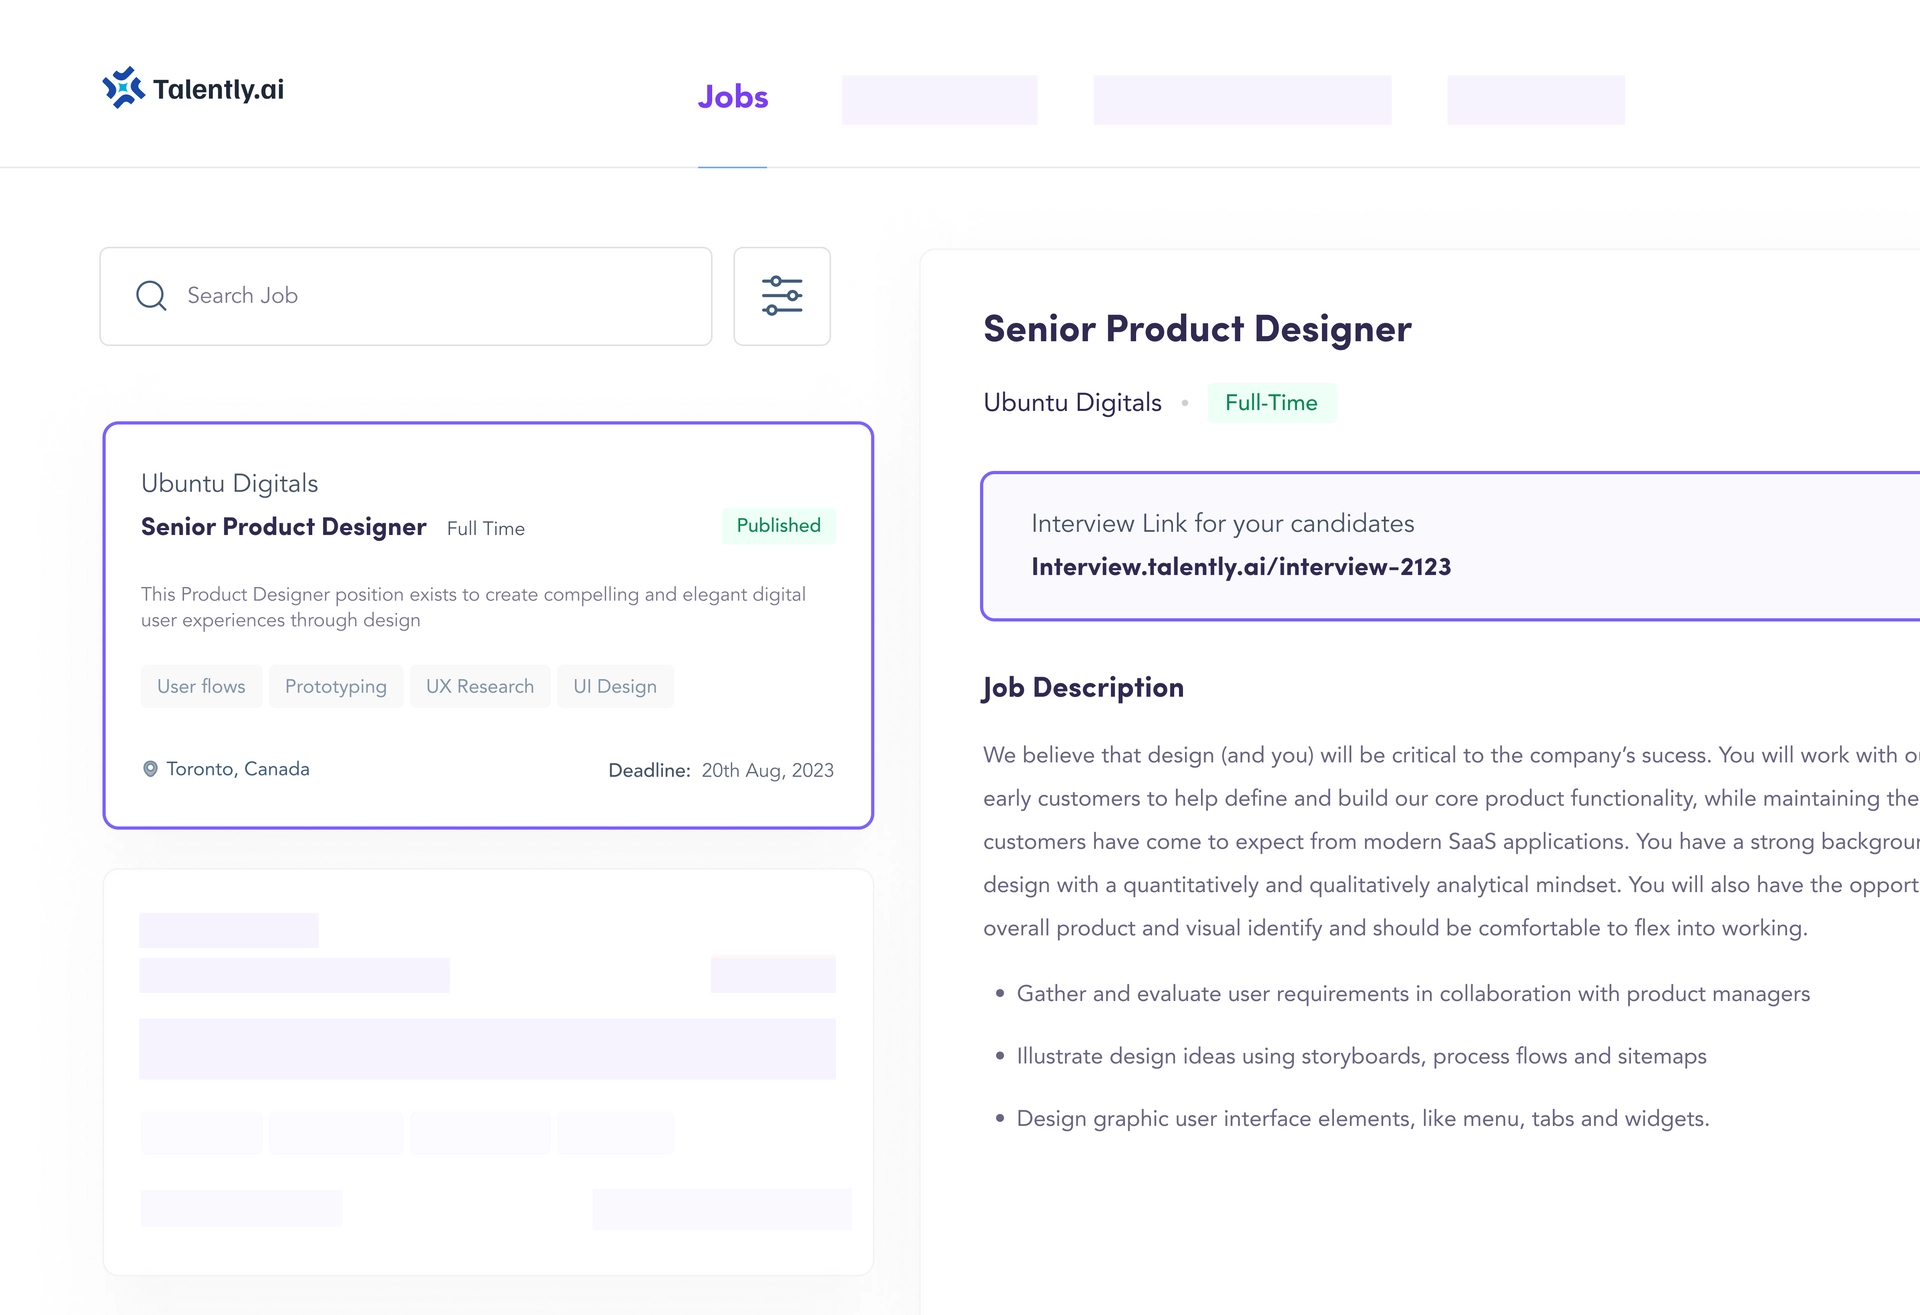 Talently.ai
Jobs
Search Job
Ubuntu Digitals
Senior Product Designer Full Time
Published
This Product Designer position exists to create compelling and elegant digital
user experiences through design
User flows Prototyping UX Research UI Design
Toronto, Canada
Deadline: 20th Aug, 2023
Senior Product Designer
Ubuntu Digitals • Full-Time
Interview Link for your candidates
Interview.talently.ai/interview-2123
Job Description
We believe that design (and you) will be critical to the company’s sucess. You will work with
early customers to help define and build our core product functionality, while maintaining the
customers have come to expect from modern SaaS applications. You have a strong
design with a quantitatively and qualitatively analytical mindset. You will also have the
overall product and visual identify and should be comfortable to flex into working.
• Gather and evaluate user requirements in collaboration with product managers
• Illustrate design ideas using storyboards, process flows and sitemaps
• Design graphic user interface elements, like menu, tabs and widgets.